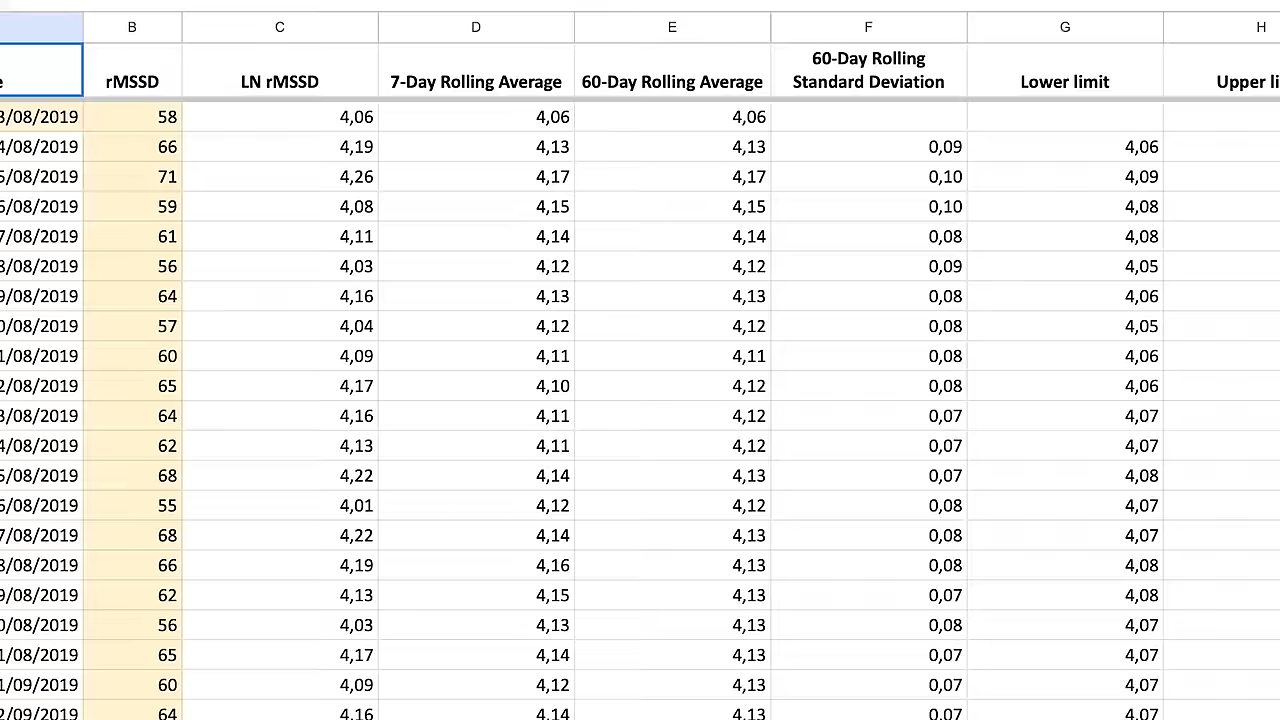 B C D E F G H
60-Day Rolling
e rMSSD LN rMSSD 7-Day Rolling Average 60-Day Rolling Average Standard Deviation Lower limit Upper li
3/08/2019 58 4,06 4,06 4,06
4/08/2019 66 4,19 4,13 4,13 0,09 4,06
5/08/2019 71 4,26 4,17 4,17 0,10 4,09
6/08/2019 59 4,08 4,15 4,15 0,10 4,08
7/08/2019 61 4,11 4,14 4,14 0,08 4,08
8/08/2019 56 4,03 4,12 4,12 0,09 4,05
9/08/2019 64 4,16 4,13 4,13 0,08 4,06
0/08/2019 57 4,04 4,12 4,12 0,08 4,05
1/08/2019 60 4,09 4,11 4,11 0,08 4,06
2/08/2019 65 4,17 4,10 4,12 0,08 4,06
3/08/2019 64 4,16 4,11 4,12 0,07 4,07
4/08/2019 62 4,13 4,11 4,12 0,07 4,07
5/08/2019 68 4,22 4,14 4,13 0,07 4,08
6/08/2019 55 4,01 4,12 4,12 0,08 4,07
7/08/2019 68 4,22 4,14 4,13 0,08 4,07
8/08/2019 66 4,19 4,16 4,13 0,08 4,08
9/08/2019 62 4,13 4,15 4,13 0,07 4,08
0/08/2019 56 4,03 4,13 4,13 0,08 4,07
1/08/2019 65 4,17 4,14 4,13 0,07 4,07
1/09/2019 60 4,09 4,12 4,13 0,07 4,07
2/09/2019 64 4,16 4,14 4,13 0,07 4,07